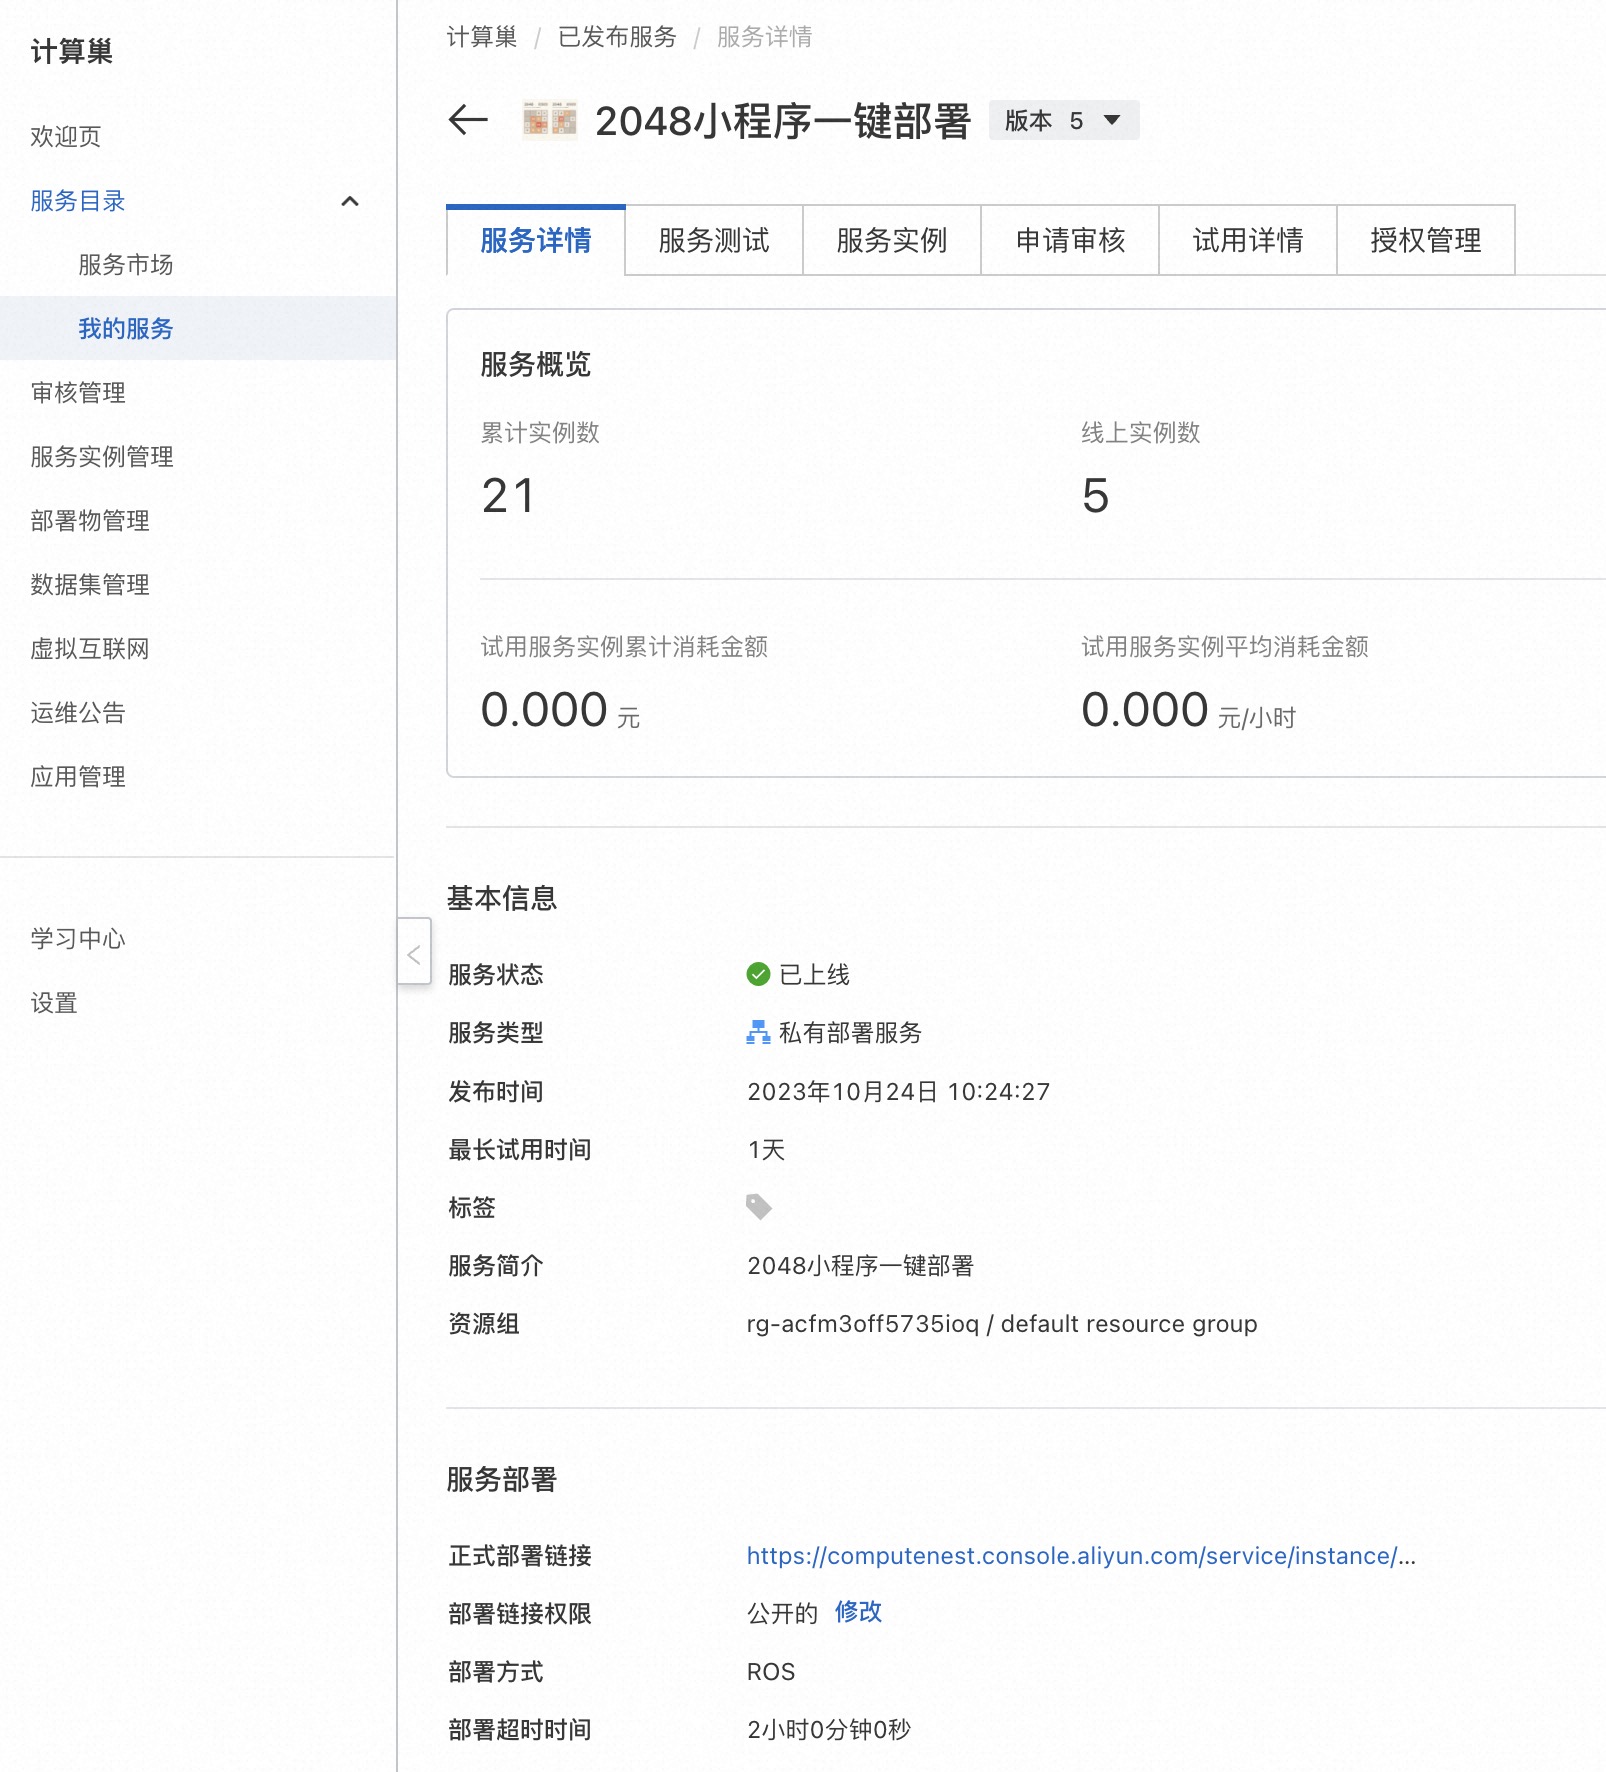 计算巢
欢迎页
服务目录
服务市场
我的服务
审核管理
服务实例管理
部署物管理
数据集管理
虚拟互联网
运维公告
应用管理
学习中心
设置
计算巢 / 已发布服务 / 服务详情
2048小程序一键部署 版本 5
服务详情 服务测试 服务实例 申请审核 试用详情 授权管理
服务概览
累计实例数 线上实例数
21 5
试用服务实例累计消耗金额 试用服务实例平均消耗金额
0.000 元 0.000 元/小时
基本信息
服务状态 已上线
服务类型 私有部署服务
发布时间 2023年10月24日 10:24:27
最长试用时间 1天
标签
服务简介 2048小程序一键部署
资源组 rg-acfm3off5735ioq / default resource group
服务部署
正式部署链接 https://computenest.console.aliyun.com/service/instance/...
部署链接权限 公开的 修改
部署方式 ROS
部署超时时间 2小时0分钟0秒